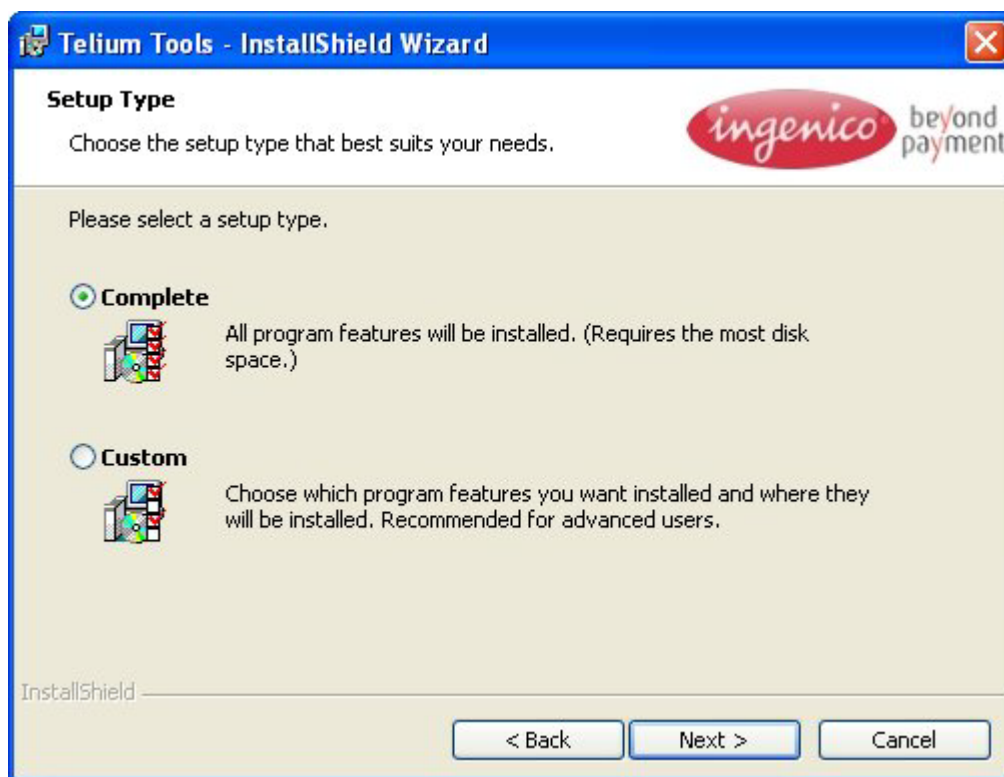 Telium Tools - InstallShield Wizard
Setup Type
Choose the setup type that best suits your needs.
ingenico
beyond
payment
Please select a setup type.
Complete
All program features will be installed. (Requires the most disk
space.)
Custom
Choose which program features you want installed and where they
will be installed. Recommended for advanced users.
InstallShield
< Back
Next >
Cancel